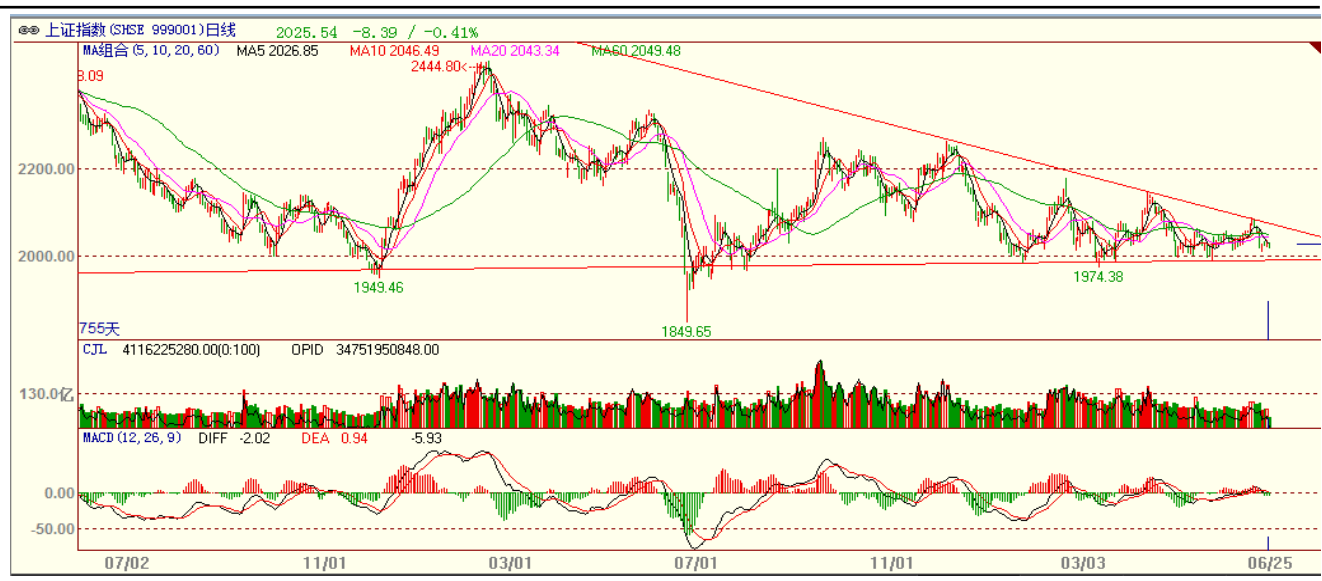 上证指数(SHSE 999001)日线 2025.54 -8.39 / -0.41%
MA组合(5,10,20,60) MA5 2026.85 MA10 2046.49 MA20 2043.34 MA60 2049.48
2444.80
3.09
2200.00
2000.00
1949.46
1974.38
1849.65
755天
CJL 4116225280.00(0:100) OPID 34751950848.00
130.0亿
MACD(12,26,9) DIFF -2.02 DEA 0.94 -5.93
0.00
-50.00
07/02 11/01 03/01 07/01 11/01 03/03 06/25